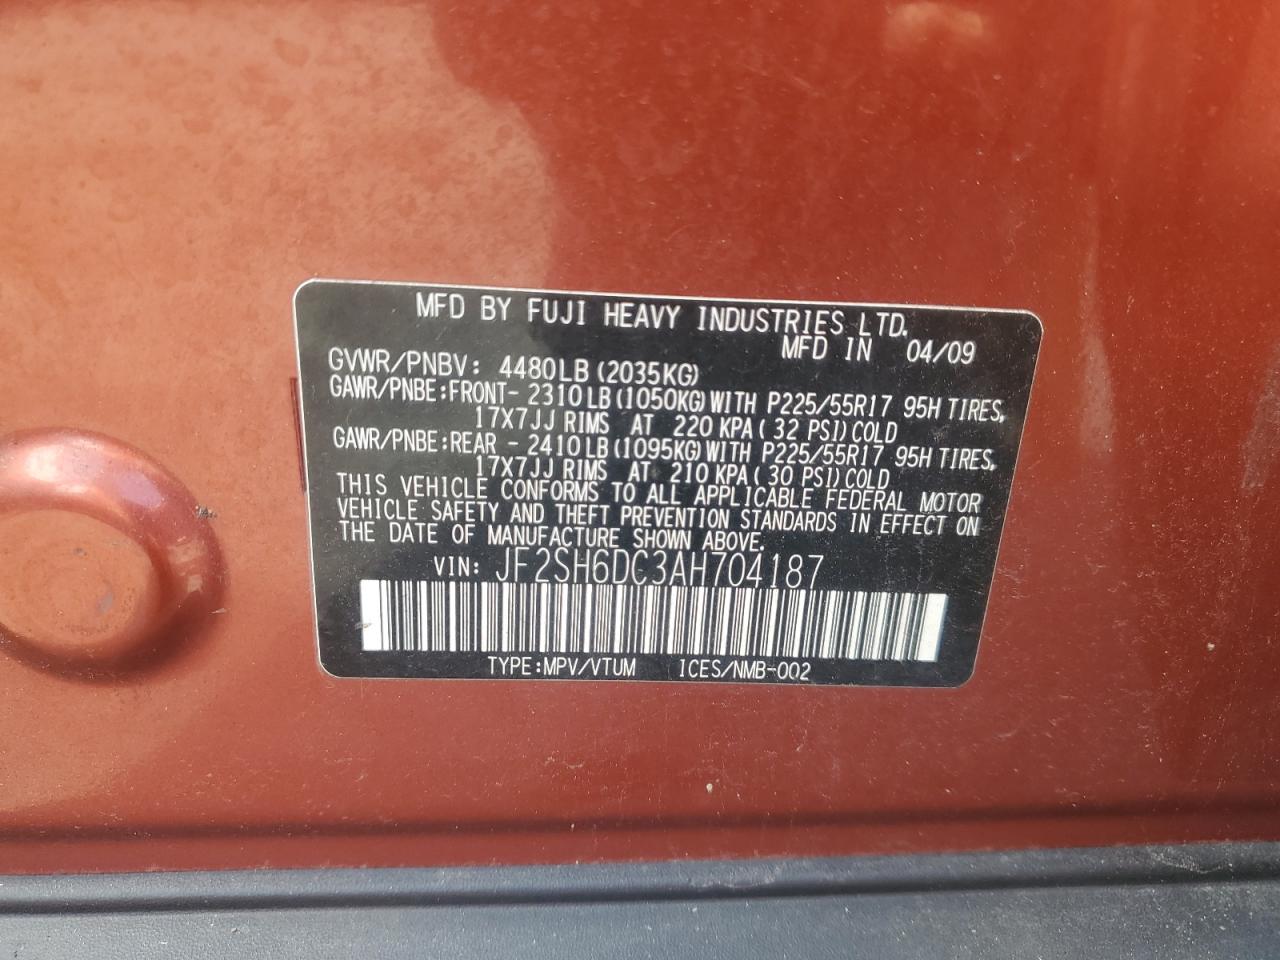 MFD BY FUJI HEAVY INDUSTRIES LTD.
MFD IN 04/09
GVWR/PNBV: 4480LB(2035KG)
GAWR/PNBE:FRONT- 2310LB(1050KG)WITH P225/55R17 95H TIRES,
17X7JJ RIMS AT 220 KPA( 32 PSI)COLD
GAWR/PNBE:REAR - 2410LB(1095KG)WITH P225/55R17 95H TIRES,
17X7JJ RIMS AT 210 KPA( 30 PSI)COLD
THIS VEHICLE CONFORMS TO ALL APPLICABLE FEDERAL MOTOR
VEHICLE SAFETY AND THEFT PREVENTION STANDARDS IN EFFECT ON
THE DATE OF MANUFACTURE SHOWN ABOVE.
VIN: JF2SH6DC3AH704187
TYPE:MPV/VTUM ICES/NMB-002